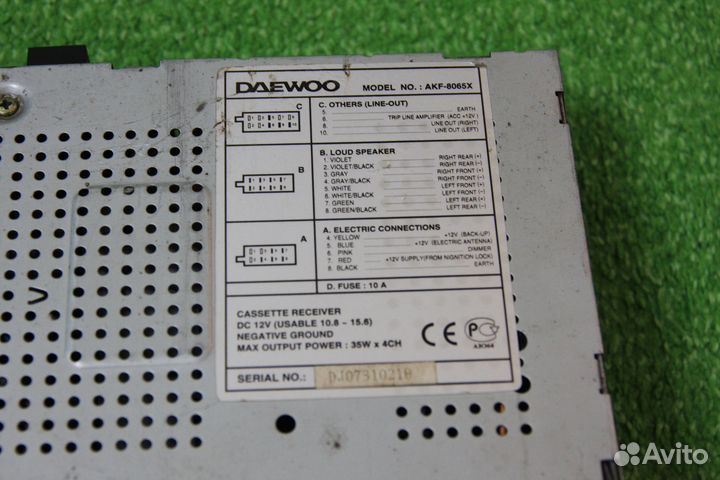 DAEWOO MODEL NO. : AKF-8065X
C
C. OTHERS (LINE-OUT)
5. EARTH
6. TRIP LINE AMPLIFIER (ACC +12V)
9. LINE OUT (RIGHT)
10. LINE OUT (LEFT)
B
B. LOUD SPEAKER
1. VIOLET RIGHT REAR (+)
2. VIOLET/BLACK RIGHT REAR (−)
3. GRAY RIGHT FRONT (+)
4. GRAY/BLACK RIGHT FRONT (−)
5. WHITE LEFT FRONT (+)
6. WHITE/BLACK LEFT FRONT (−)
7. GREEN LEFT REAR (+)
8. GREEN/BLACK LEFT REAR (−)
A
A. ELECTRIC CONNECTIONS
4. YELLOW +12V (BACK-UP)
5. BLUE +12V (ELECTRIC ANTENNA)
6. PINK DIMMER
7. RED +12V SUPPLY(FROM NIGNITION LOCK)
8. BLACK EARTH
D. FUSE : 10 A
CASSETTE RECEIVER
DC 12V (USABLE 10.8 - 15.6)
NEGATIVE GROUND
MAX OUTPUT POWER : 35W x 4CH
CE
SERIAL NO.: DJ07310210
Avito